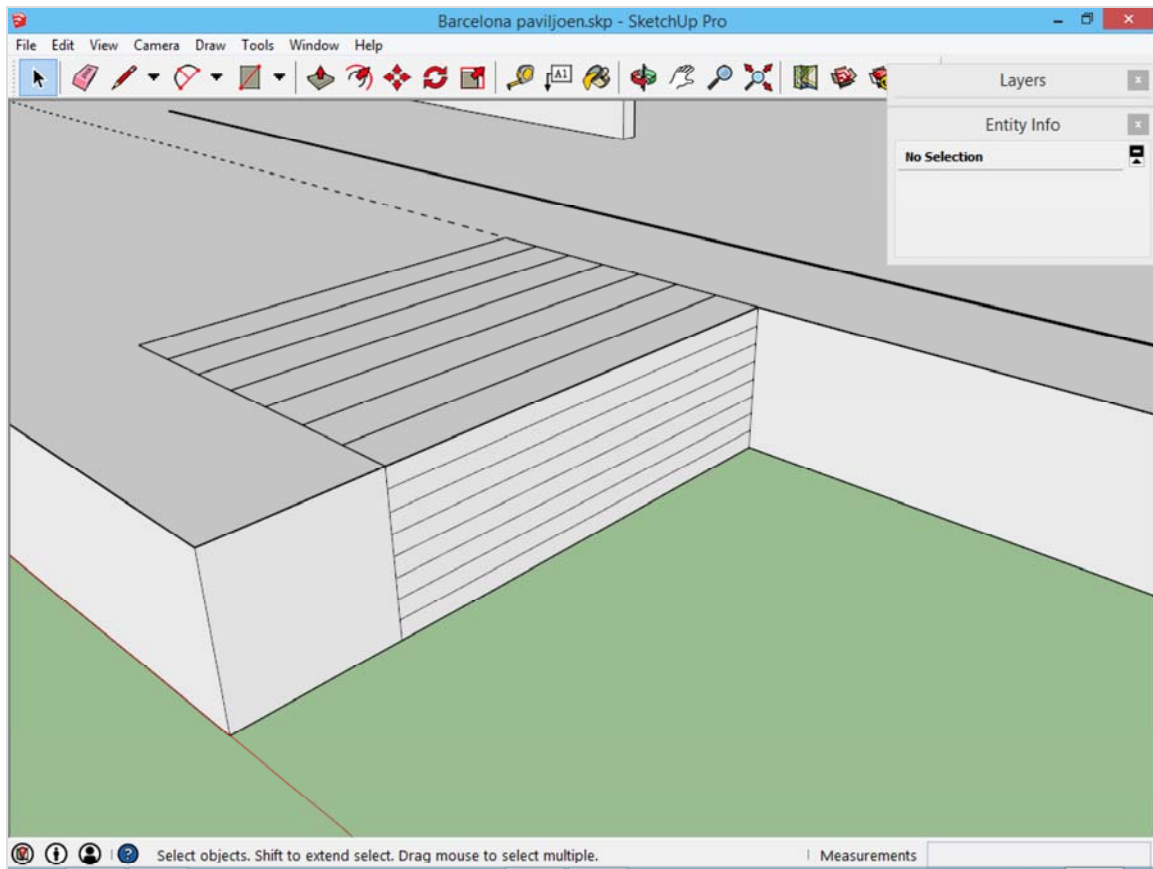 Barcelona paviljoen.skp - SketchUp Pro
File Edit View Camera Draw Tools Window Help
A1
Layers
Entity Info
No Selection
Select objects. Shift to extend select. Drag mouse to select multiple.
Measurements